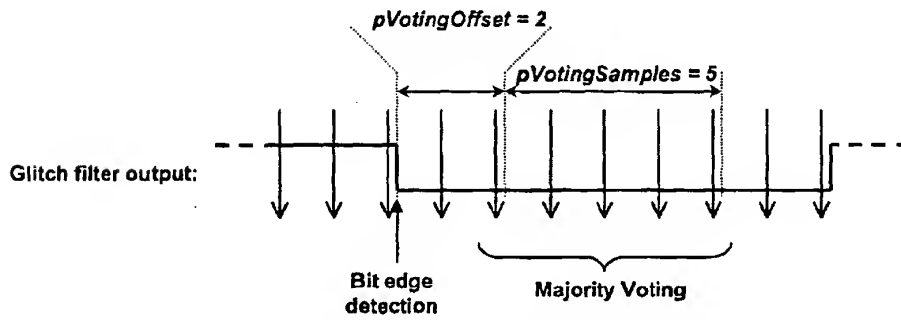 pVotingOffset = 2
pVotingSamples = 5
Glitch filter output:
Bit edge
detection
Majority Voting